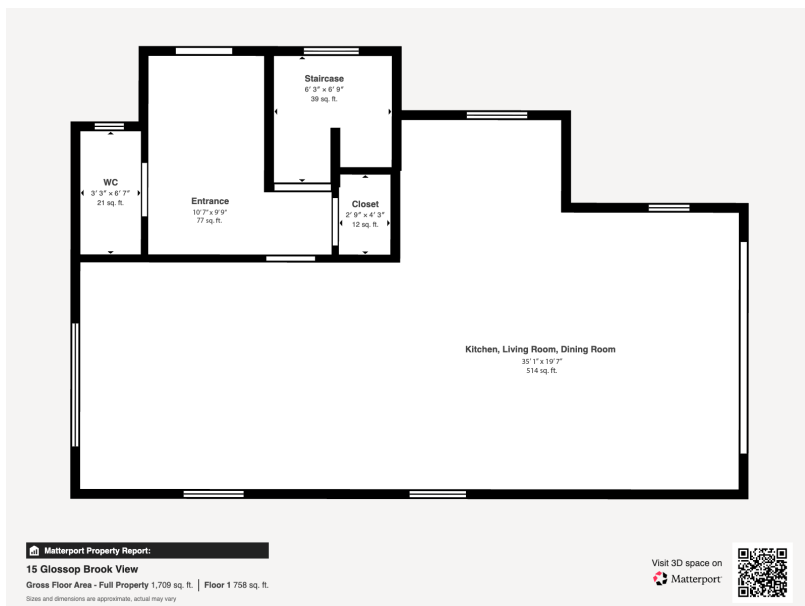 Staircase
6' 3" × 6' 9"
39 sq. ft.
WC
3' 3" × 6' 7"
21 sq. ft.
Entrance
10'7"x 9'9"
77 sq. ft.
Closet
2' 9" × 4' 3"
12 sq. ft.
Kitchen, Living Room, Dining Room
35'1" x 19'7"
514 sq. ft.
Matterport Property Report:
15 Glossop Brook View
Gross Floor Area - Full Property 1,709 sq. ft. | Floor 1 758 sq. ft.
Sizes and dimensions are approximate, actual may vary
Visit 3D space on
Matterport